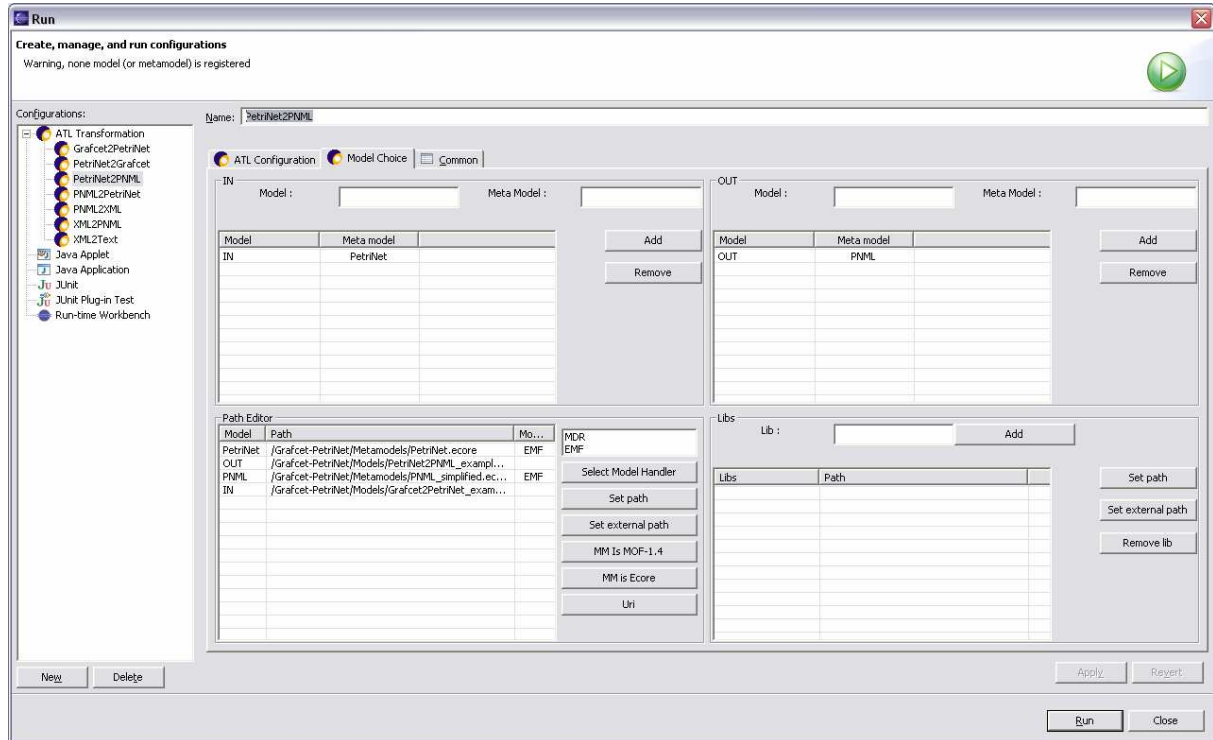 Run
Create, manage, and run configurations
Warning, none model (or metamodel) is registered
Configurations:
ATL Transformation
Grafcet2PetriNet
PetriNet2Grafcet
PetriNet2PNML
PNML2PetriNet
PNML2XML
XML2PNML
XML2Text
Java Applet
Java Application
JUnit
JUnit Plug-in Test
Run-time Workbench
New Delete
Name: PetriNet2PNML
ATL Configuration Model Choice Common
IN
Model : Meta Model :
Model Meta model
IN PetriNet
Add
Remove
OUT
Model : Meta Model :
Model Meta model
OUT PNML
Add
Remove
Path Editor
Model Path Mo...
PetriNet /Grafcet-PetriNet/Metamodels/PetriNet.ecore EMF
OUT /Grafcet-PetriNet/Models/PetriNet2PNML_exampl...
PNML /Grafcet-PetriNet/Metamodels/PNML_simplified.ec... EMF
IN /Grafcet-PetriNet/Models/Grafcet2PetriNet_exam...
MDR
EMF
Select Model Handler
Set path
Set external path
MM Is MOF-1.4
MM is Ecore
Uri
Libs
Lib : Add
Libs Path
Set path
Set external path
Remove lib
Apply Revert
Run Close